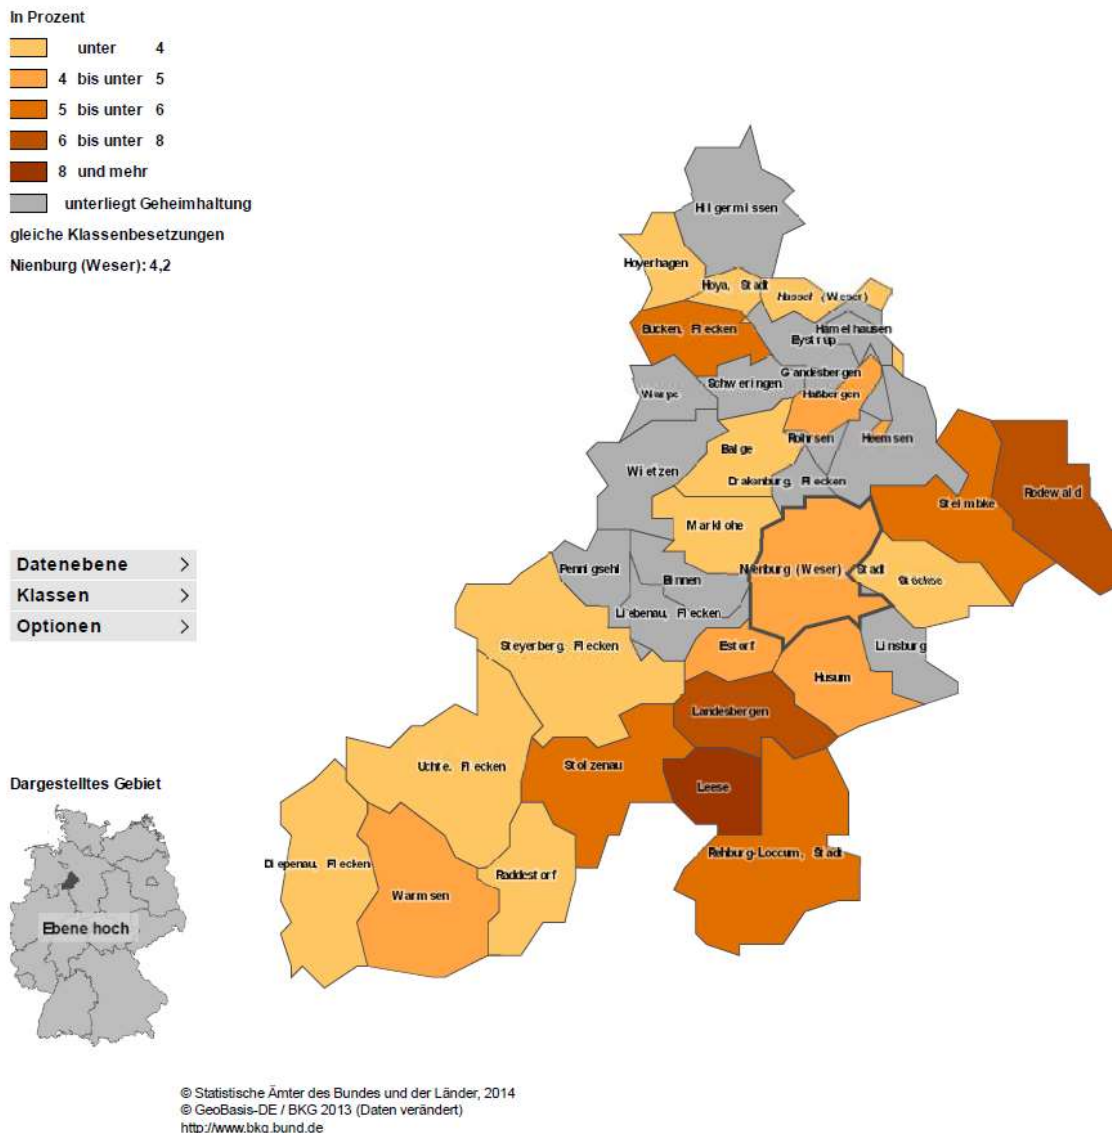 In Prozent
unter 4
4 bis unter 5
5 bis unter 6
6 bis unter 8
8 und mehr
unterliegt Geheimhaltung
gleiche Klassenbesetzungen
Nienburg (Weser): 4,2
Hilgermissen
Hoyerhagen
Hoya, Stadt
Hassel (Weser)
Bücken, Flecken
Hämelhausen
Eystrup
Gandesbergen
Schweringen
Warpe
Haßbergen
Rohrsen
Heemsen
Balge
Wietzen
Drakenburg, Flecken
Rodewald
Steimbke
Marklohe
Datenebene >
Klassen >
Optionen >
Pennigsehl
Binnen
Nienburg (Weser), Stadt
Stöckse
Liebenau, Flecken
Steyerberg, Flecken
Estorf
Linsburg
Husum
Landesbergen
Uchte, Flecken
Stolzenau
Leese
Dargestelltes Gebiet
Rehburg-Loccum, Stadt
Diepenau, Flecken
Raddestorf
Warmsen
Ebene hoch
© Statistische Ämter des Bundes und der Länder, 2014
© GeoBasis-DE / BKG 2013 (Daten verändert)
http://www.bkg.bund.de